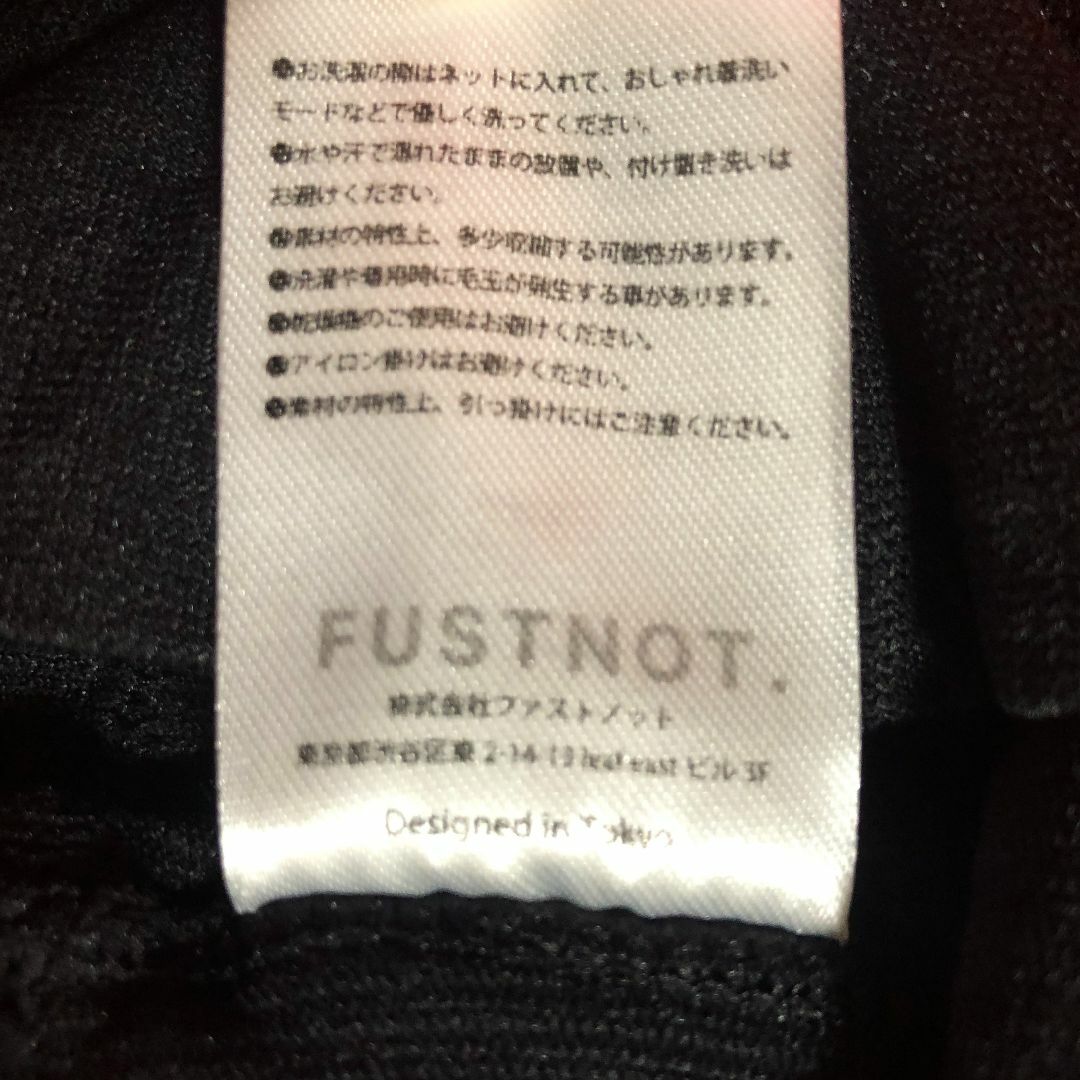 ●お洗濯の際はネットに入れて、おしゃれ着洗い
モードなどで優しく洗ってください。
●水や汗で濡れたままの放置や、付け置き洗いは
お避けください。
●素材の特性上、多少収縮する可能性があります。
●洗濯や着用時に毛玉が発生する事があります。
●乾燥機のご使用はお避けください。
●アイロン掛けはお避けください。
●素材の特性上、引っ掛けにはご注意ください。
FUSTNOT.
株式会社ファストノット
東京都渋谷区東 2-14-19 leaf east ビル 3F
Designed in Tokyo